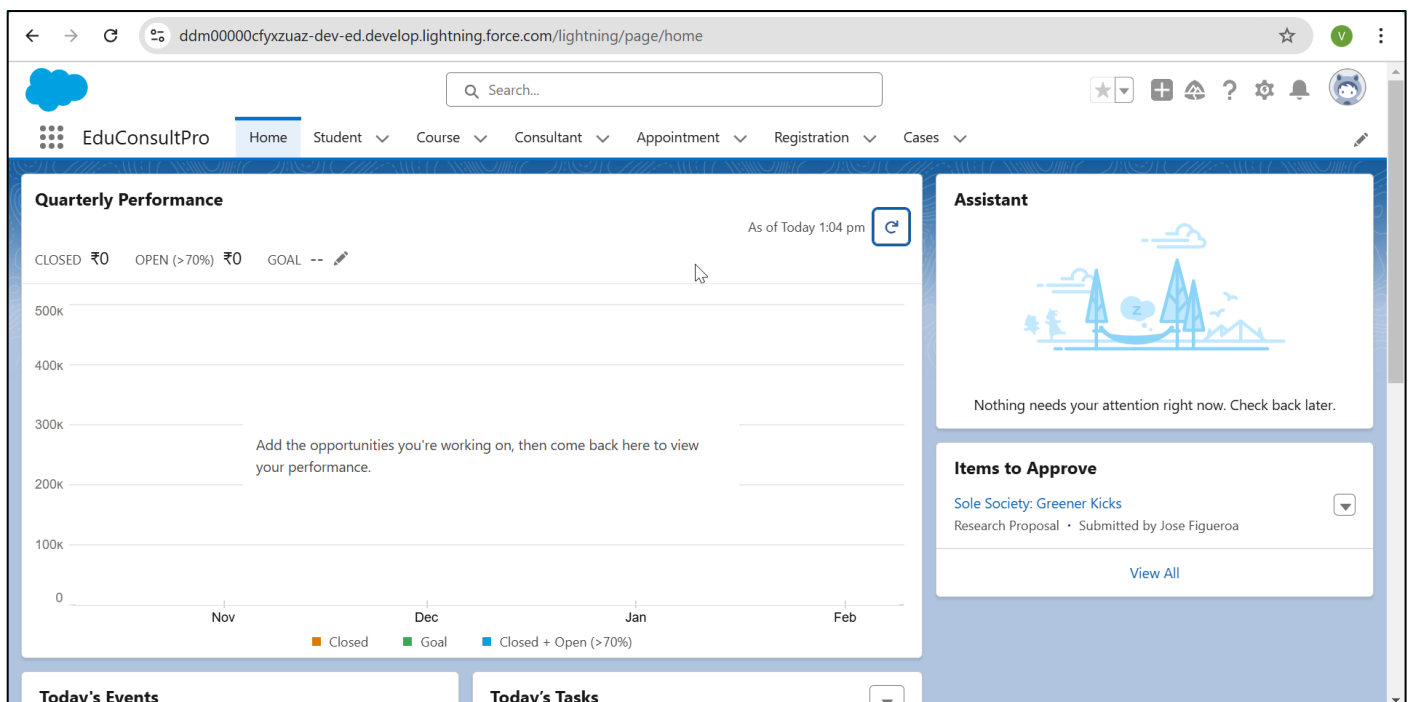 ddm00000cfyxzuaz-dev-ed.develop.lightning.force.com/lightning/page/home
V
Search...
EduConsultPro Home Student Course Consultant Appointment Registration Cases
Quarterly Performance
As of Today 1:04 pm
CLOSED ₹0 OPEN (>70%) ₹0 GOAL --
500K
400K
300K
200K
100K
0
Add the opportunities you're working on, then come back here to view
your performance.
Nov Dec Jan Feb
Closed Goal Closed + Open (>70%)
Today's Events
Today's Tasks
Assistant
z
Nothing needs your attention right now. Check back later.
Items to Approve
Sole Society: Greener Kicks
Research Proposal • Submitted by Jose Figueroa
View All